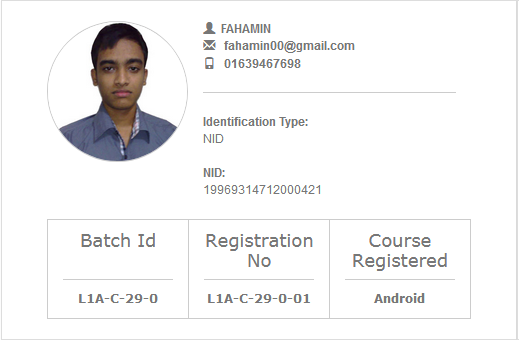 FAHAMIN
fahamin00@gmail.com
01639467698
Identification Type:
NID
NID:
19969314712000421
Batch Id
L1A-C-29-0
Registration
No
L1A-C-29-0-01
Course
Registered
Android